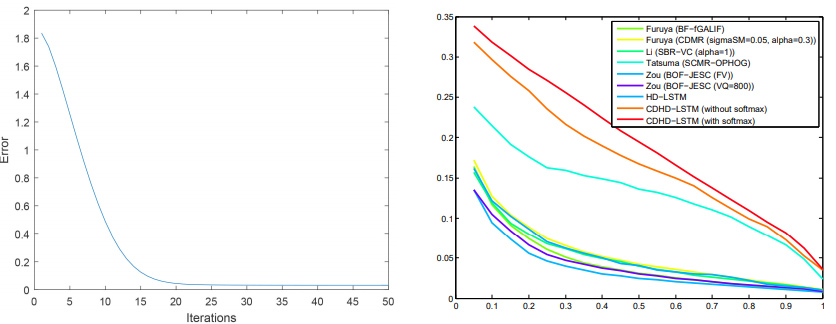 2
1.8
1.6
1.4
1.2
1
0.8
0.6
0.4
0.2
0
Error
0 5 10 15 20 25 30 35 40 45 50
Iterations
0.35
0.3
0.25
0.2
0.15
0.1
0.05
0
0 0.1 0.2 0.3 0.4 0.5 0.6 0.7 0.8 0.9 1
Furuya (BF−fGALIF)
Furuya (CDMR (sigmaSM=0.05, alpha=0.3))
Li (SBR−VC (alpha=1))
Tatsuma (SCMR−OPHOG)
Zou (BOF−JESC (FV))
Zou (BOF−JESC (VQ=800))
HD−LSTM
CDHD−LSTM (without softmax)
CDHD−LSTM (with softmax)